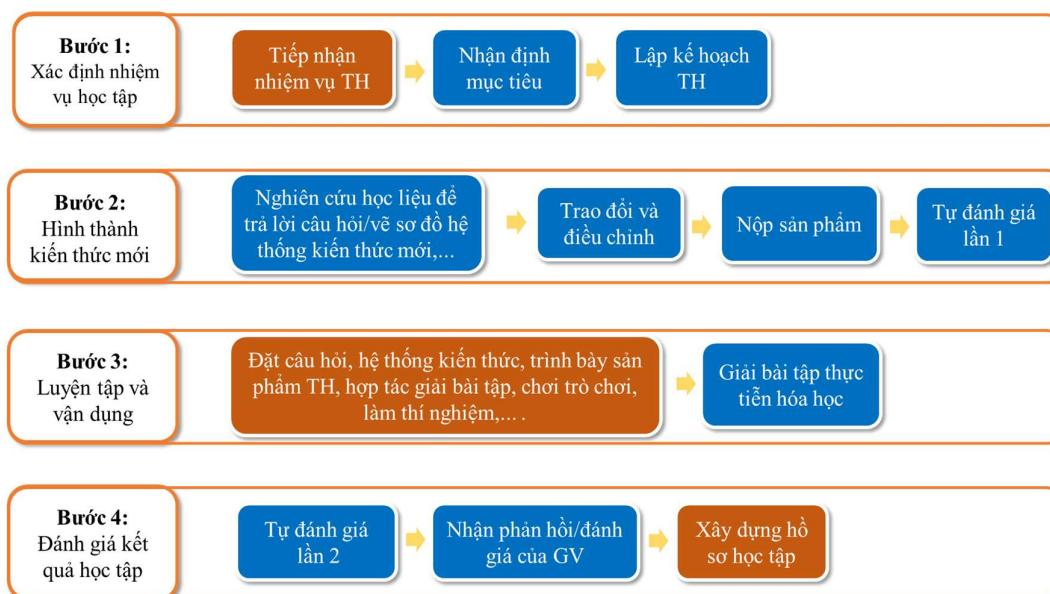 Bước 1:
Xác định nhiệm
vụ học tập
Tiếp nhận
nhiệm vụ TH
Nhận định
mục tiêu
Lập kế hoạch
TH
Bước 2:
Hình thành
kiến thức mới
Nghiên cứu học liệu để
trả lời câu hỏi/vẽ sơ đồ hệ
thống kiến thức mới,...
Trao đổi và
điều chỉnh
Nộp sản phẩm
Tự đánh giá
lần 1
Bước 3:
Luyện tập và
vận dụng
Đặt câu hỏi, hệ thống kiến thức, trình bày sản
phẩm TH, hợp tác giải bài tập, chơi trò chơi,
làm thí nghiệm,... .
Giải bài tập thực
tiễn hóa học
Bước 4:
Đánh giá kết
quả học tập
Tự đánh giá
lần 2
Nhận phản hồi/đánh
giá của GV
Xây dựng hồ
sơ học tập